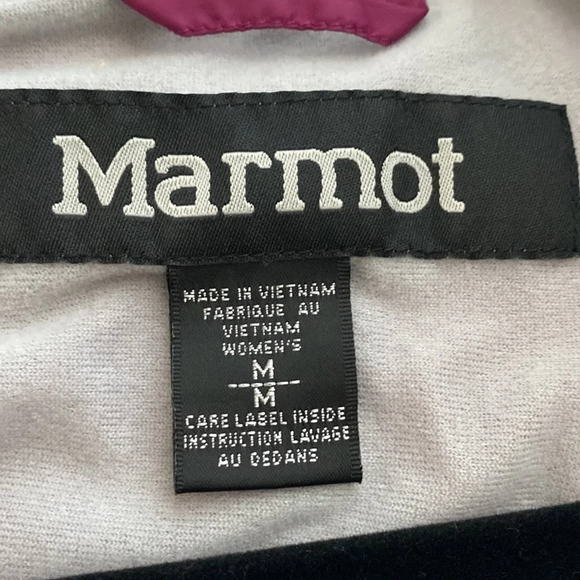 Marmot
MADE IN VIETNAM
FABRIQUE AU
VIETNAM
WOMEN'S
M
M
CARE LABEL INSIDE
INSTRUCTION LAVAGE
AU DEDANS